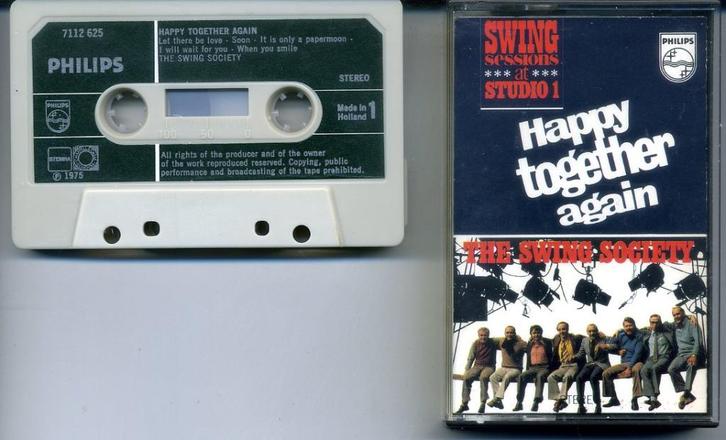 7112 625
HAPPY TOGETHER AGAIN
Let there be love - Soon - It is only a papermoon -
I will wait for you - When you smile
THE SWING SOCIETY
PHILIPS
STEREO
PHILIPS
Made in
Holland 1
100 50 0
STEMRA
℗ 1975
All rights of the producer and of the owner
of the work reproduced reserved. Copying, public
performance and broadcasting of the tape prohibited.
SWING
sessions
*** at ***
STUDIO 1
PHILIPS
Happy
together
again
THE SWING SOCIETY
STEREO